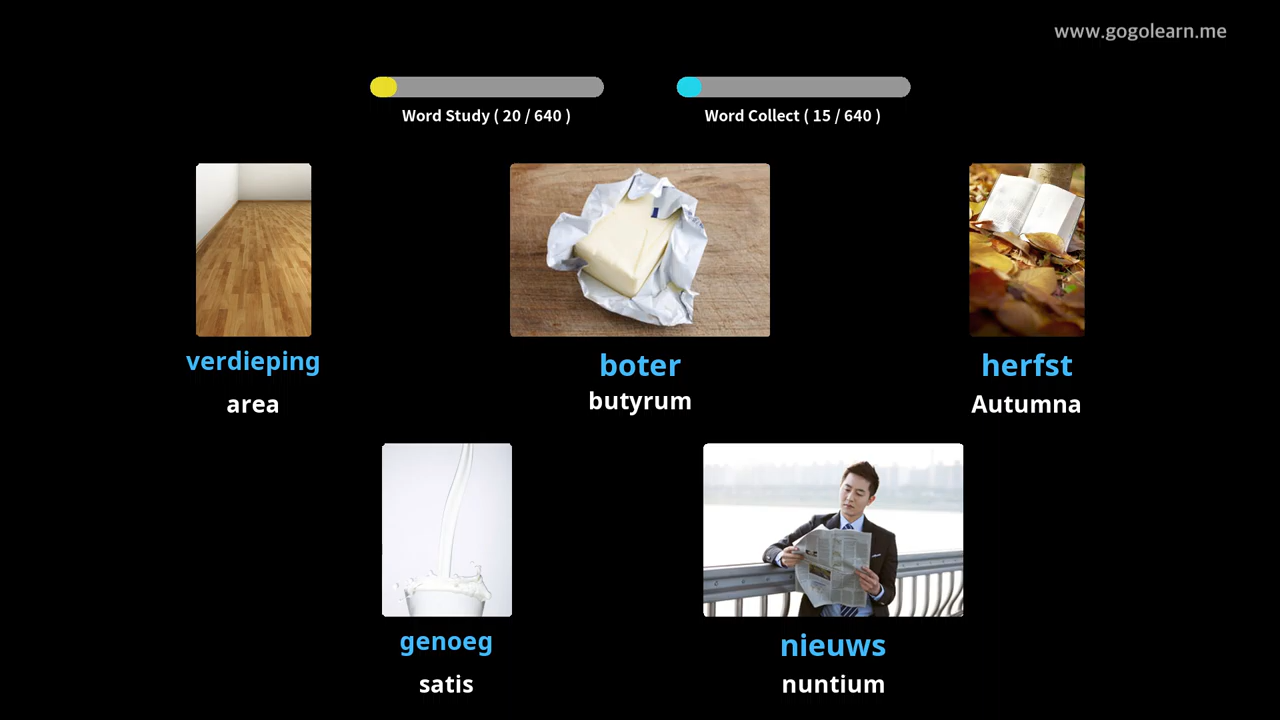 www.gogolearn.me
Word Study ( 20 / 640 )
Word Collect ( 15 / 640 )
verdieping
boter
herfst
area
butyrum
Autumna
genoeg
nieuws
satis
nuntium